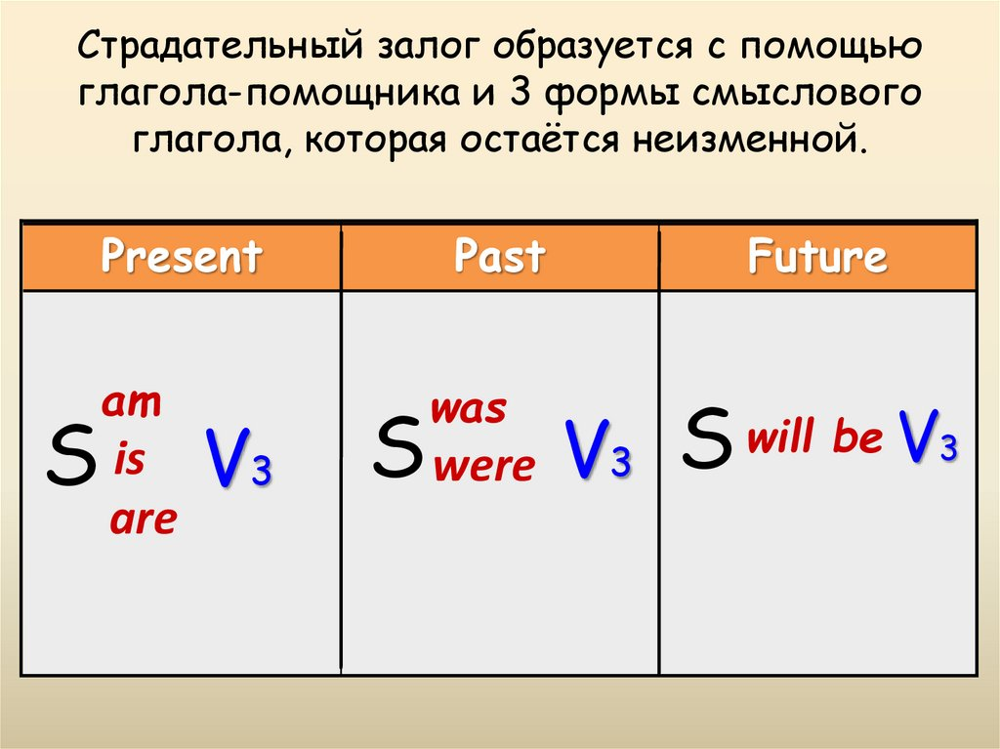 Страдательный залог образуется с помощью
глагола-помощника и 3 формы смыслового
глагола, которая остаётся неизменной.
Present Past Future
am
S is V3
are
was
S were V3
S will be V3